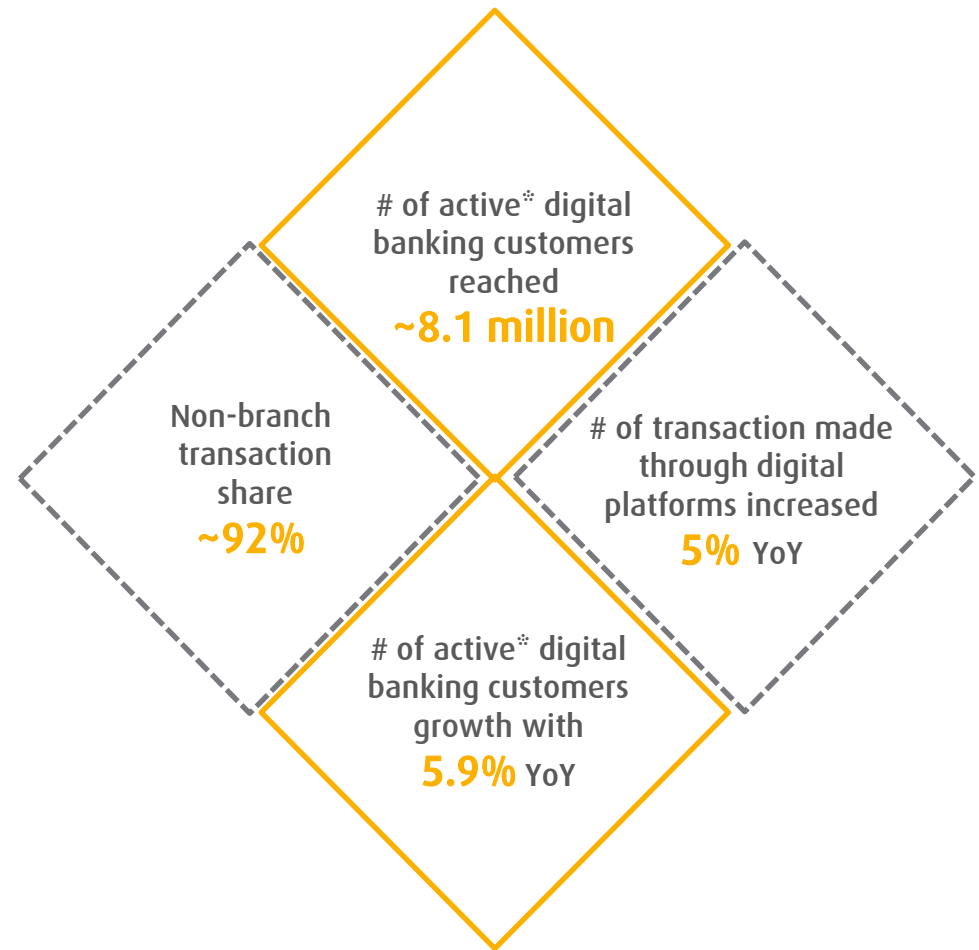 # of active* digital
banking customers
reached
~8.1 million
Non-branch
transaction
share
~92%
# of transaction made
through digital
platforms increased
5% YoY
# of active* digital
banking customers
growth with
5.9% YoY